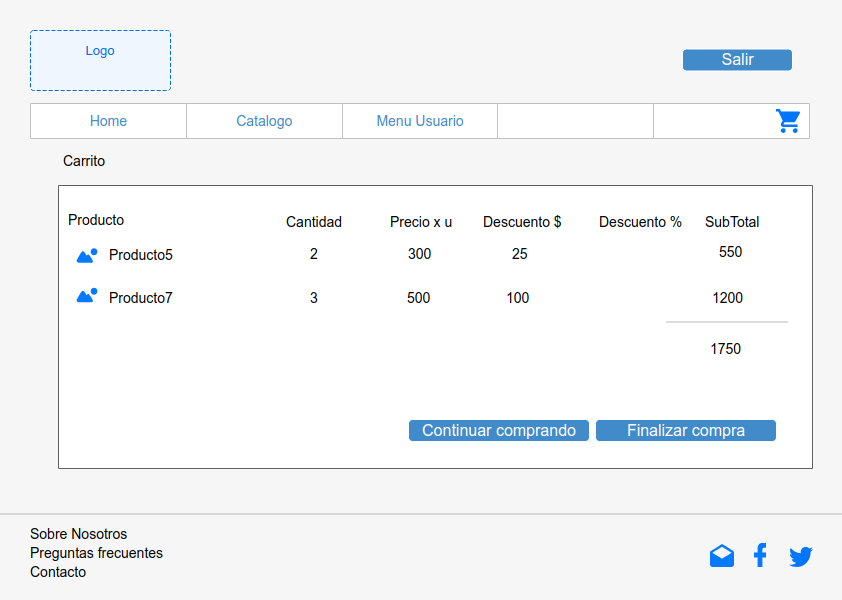 Logo
Salir
Home Catalogo Menu Usuario
Carrito
Producto Cantidad Precio x u Descuento $ Descuento % SubTotal
Producto5 2 300 25 550
Producto7 3 500 100 1200
1750
Continuar comprando Finalizar compra
Sobre Nosotros
Preguntas frecuentes
Contacto